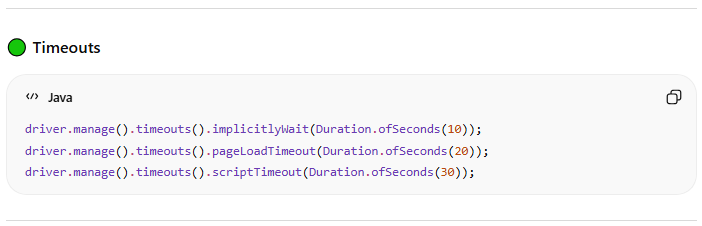 Timeouts
Java
driver.manage().timeouts().implicitlyWait(Duration.ofSeconds(10));
driver.manage().timeouts().pageLoadTimeout(Duration.ofSeconds(20));
driver.manage().timeouts().scriptTimeout(Duration.ofSeconds(30));